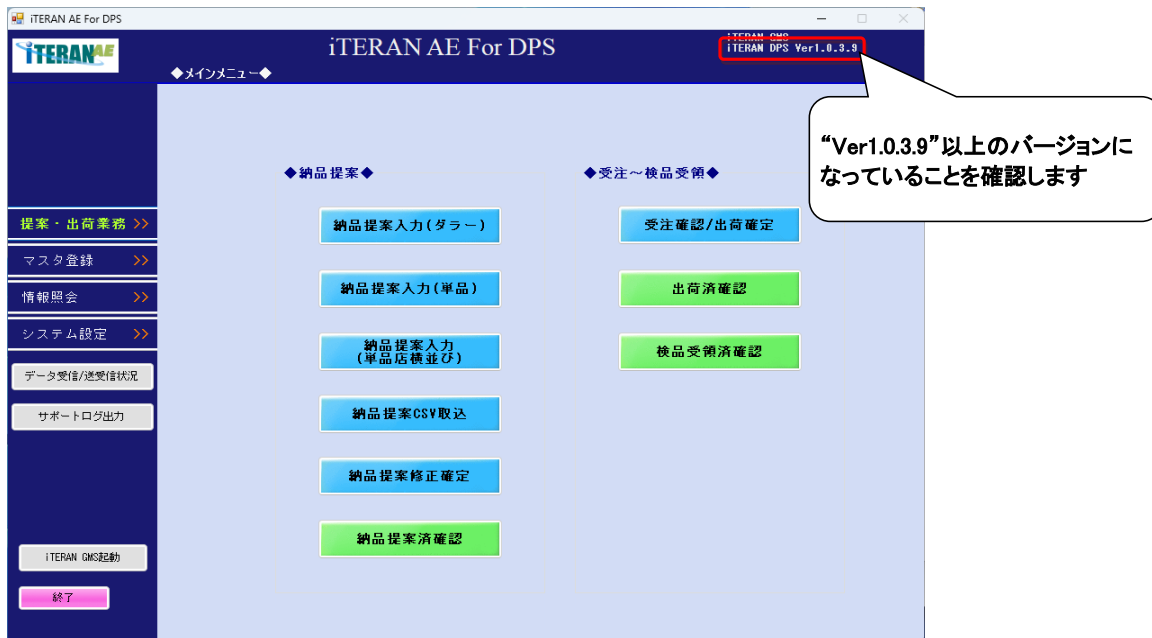 iTERAN AE For DPS
iTERAN AE
iTERAN AE For DPS
iTERAN GMS
iTERAN DPS Ver1.0.3.9
◆メインメニュー◆
“Ver1.0.3.9”以上のバージョンに
なっていることを確認します
◆納品提案◆
◆受注～検品受領◆
提案・出荷業務 >>
マスタ登録 >>
情報照会 >>
システム設定 >>
データ受信/送受信状況
サポートログ出力
iTERAN GMS起動
終了
納品提案入力(ダラー)
納品提案入力(単品)
納品提案入力
(単品店横並び)
納品提案CSV取込
納品提案修正確定
納品提案済確認
受注確認/出荷確定
出荷済確認
検品受領済確認